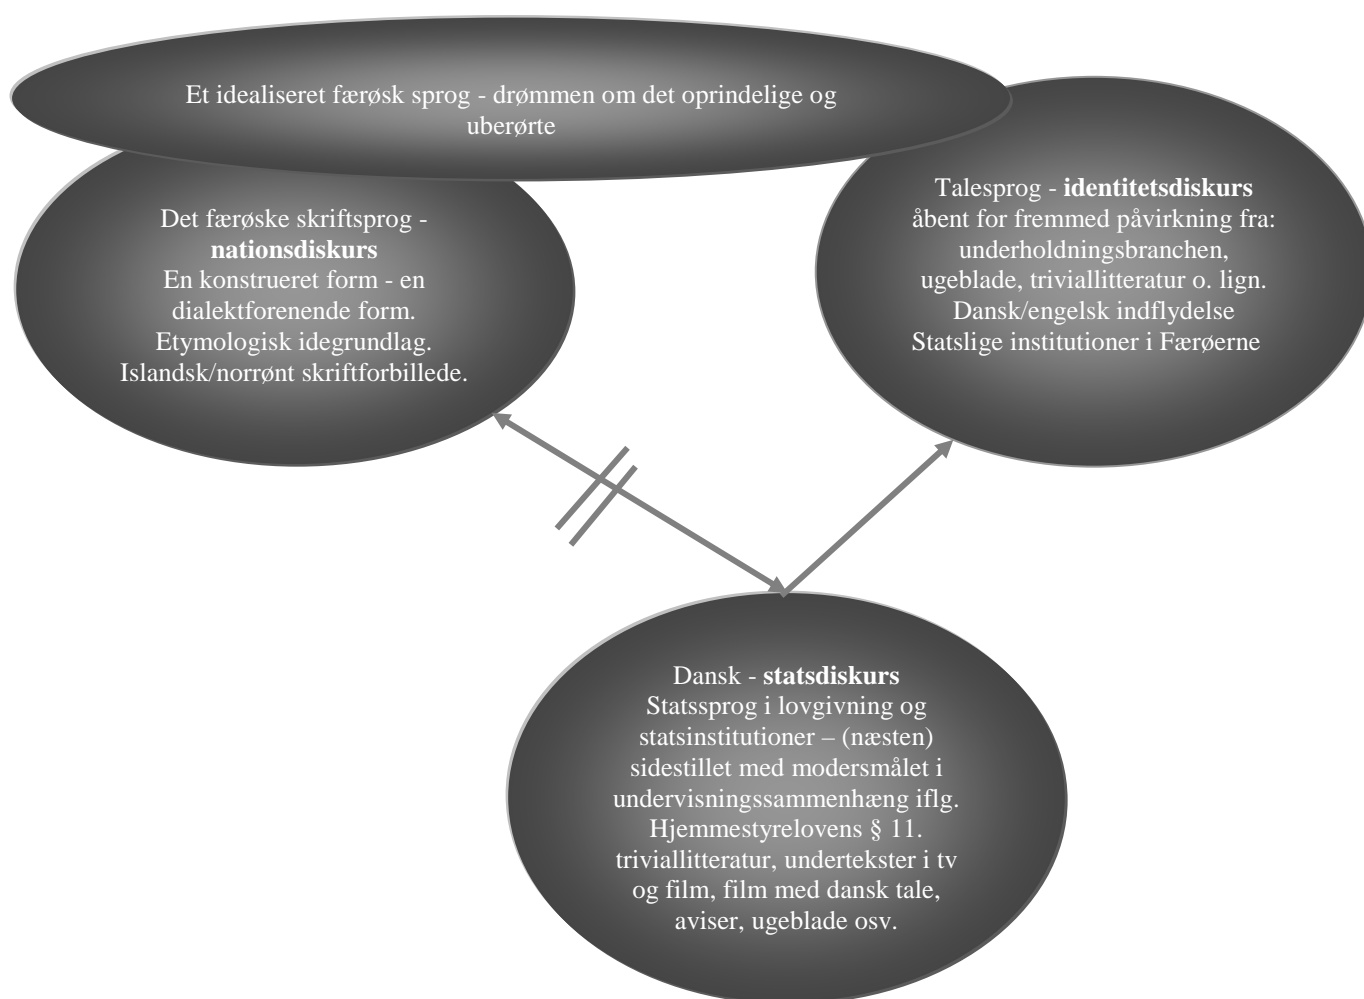 Et idealiseret færøsk sprog - drømmen om det oprindelige og
uberørte
Det færøske skriftsprog -
nationsdiskurs
En konstrueret form - en
dialektforenende form.
Etymologisk idegrundlag.
Islandsk/norrønt skriftforbillede.
Talesprog - identitetsdiskurs
åbent for fremmed påvirkning fra:
underholdningsbranchen,
ugeblade, triviallitteratur o. lign.
Dansk/engelsk indflydelse
Statslige institutioner i Færøerne
Dansk - statsdiskurs
Statssprog i lovgivning og
statsinstitutioner – (næsten)
sidestillet med modersmålet i
undervisningssammenhæng iflg.
Hjemmestyrelovens § 11.
triviallitteratur, undertekster i tv
og film, film med dansk tale,
aviser, ugeblade osv.